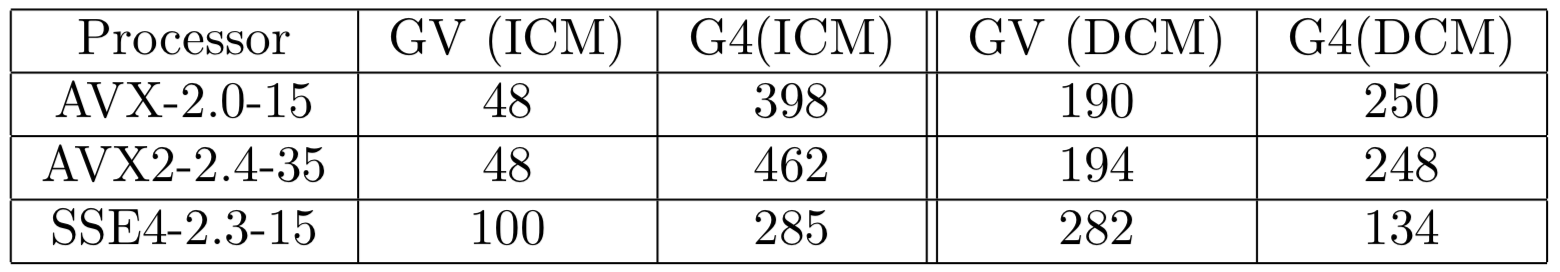 Processor GV (ICM) G4(ICM) GV (DCM) G4(DCM)
AVX-2.0-15 48 398 190 250
AVX2-2.4-35 48 462 194 248
SSE4-2.3-15 100 285 282 134